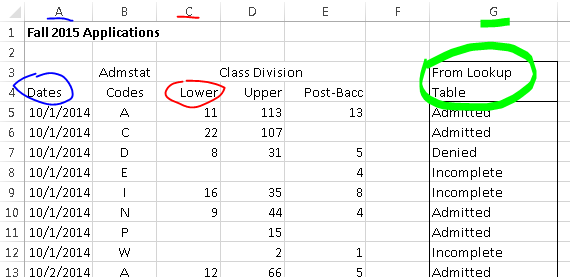 A B C D E F G
1 Fall 2015 Applications
2
3 Admstat Class Division From Lookup
4 Dates Codes Lower Upper Post-Bacc Table
5 10/1/2014 A 11 113 13 Admitted
6 10/1/2014 C 22 107 Admitted
7 10/1/2014 D 8 31 5 Denied
8 10/1/2014 E 4 Incomplete
9 10/1/2014 I 16 35 8 Incomplete
10 10/1/2014 N 9 44 4 Admitted
11 10/1/2014 P 15 Admitted
12 10/1/2014 W 2 1 Incomplete
13 10/2/2014 A 12 66 5 Admitted